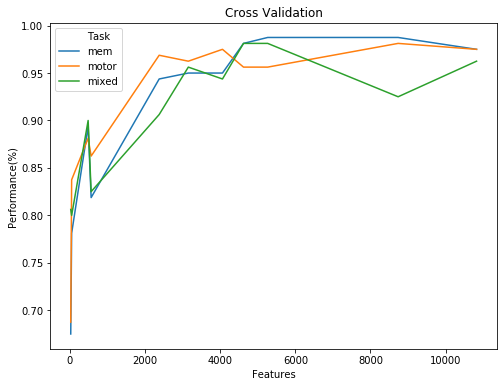 Cross Validation
Task
mem
motor
mixed
1.00
0.95
0.90
0.85
0.80
0.75
0.70
Performance(%)
0
2000
4000
6000
8000
10000
Features